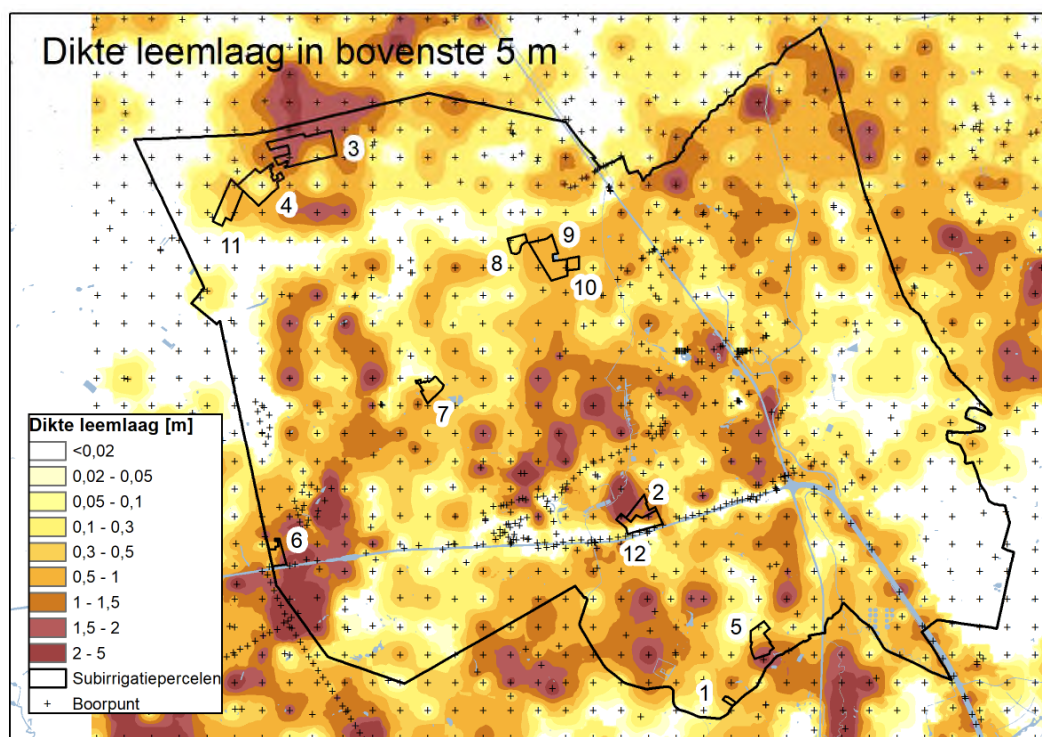 Dikte leemlaag in bovenste 5 m
3
4
11
9
8
10
7
2
6
12
5
1
Dikte leemlaag [m]
<0,02
0,02 - 0,05
0,05 - 0,1
0,1 - 0,3
0,3 - 0,5
0,5 - 1
1 - 1,5
1,5 - 2
2 - 5
Subirrigatiepercelen
Boorpunt